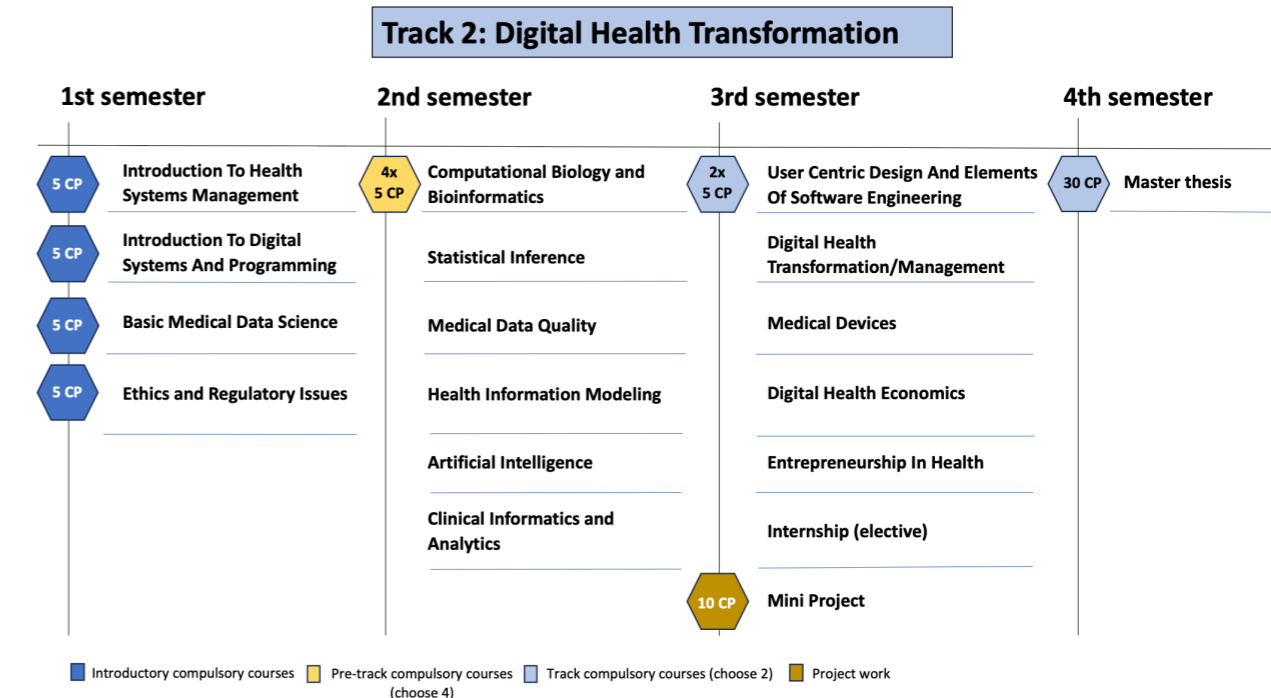 Track 2: Digital Health Transformation
1st semester
2nd semester
3rd semester
4th semester
5 CP
Introduction To Health
Systems Management
5 CP
Introduction To Digital
Systems And Programming
5 CP
Basic Medical Data Science
5 CP
Ethics and Regulatory Issues
4x
5 CP
Computational Biology and
Bioinformatics
Statistical Inference
Medical Data Quality
Health Information Modeling
Artificial Intelligence
Clinical Informatics and
Analytics
2x
5 CP
User Centric Design And Elements
Of Software Engineering
Digital Health
Transformation/Management
Medical Devices
Digital Health Economics
Entrepreneurship In Health
Internship (elective)
10 CP
Mini Project
30 CP
Master thesis
Introductory compulsory courses
Pre-track compulsory courses
(choose 4)
Track compulsory courses (choose 2)
Project work